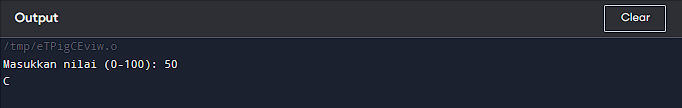 Output
Clear
/tmp/eTPigCEviw.o
Masukkan nilai (0-100): 50
C